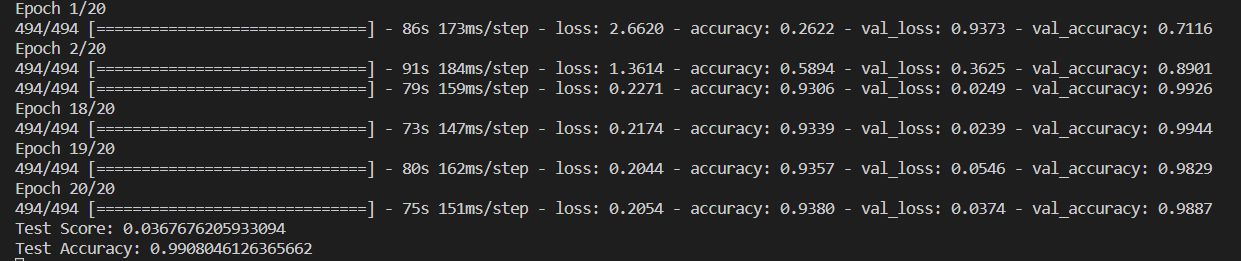 Epoch 1/20
494/494 [==============================] - 86s 173ms/step - loss: 2.6620 - accuracy: 0.2622 - val_loss: 0.9373 - val_accuracy: 0.7116
Epoch 2/20
494/494 [==============================] - 91s 184ms/step - loss: 1.3614 - accuracy: 0.5894 - val_loss: 0.3625 - val_accuracy: 0.8901
494/494 [==============================] - 79s 159ms/step - loss: 0.2271 - accuracy: 0.9306 - val_loss: 0.0249 - val_accuracy: 0.9926
Epoch 18/20
494/494 [==============================] - 73s 147ms/step - loss: 0.2174 - accuracy: 0.9339 - val_loss: 0.0239 - val_accuracy: 0.9944
Epoch 19/20
494/494 [==============================] - 80s 162ms/step - loss: 0.2044 - accuracy: 0.9357 - val_loss: 0.0546 - val_accuracy: 0.9829
Epoch 20/20
494/494 [==============================] - 75s 151ms/step - loss: 0.2054 - accuracy: 0.9380 - val_loss: 0.0374 - val_accuracy: 0.9887
Test Score: 0.0367676205933094
Test Accuracy: 0.9908046126365662